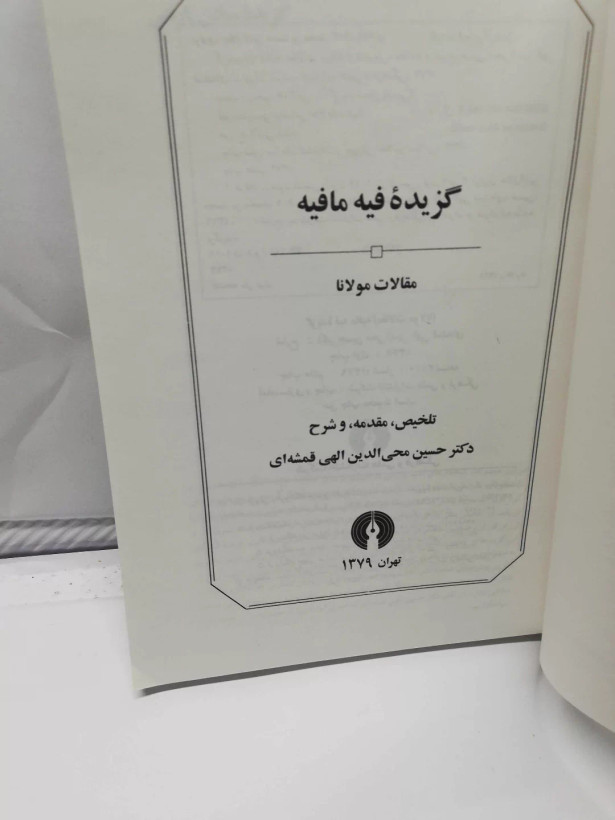 گزیدهٔ فیه مافیه
مقالات مولانا
تلخیص، مقدمه، و شرح
دکتر حسین محی‌الدین الهی قمشه‌ای
تهران ۱۳۷۹